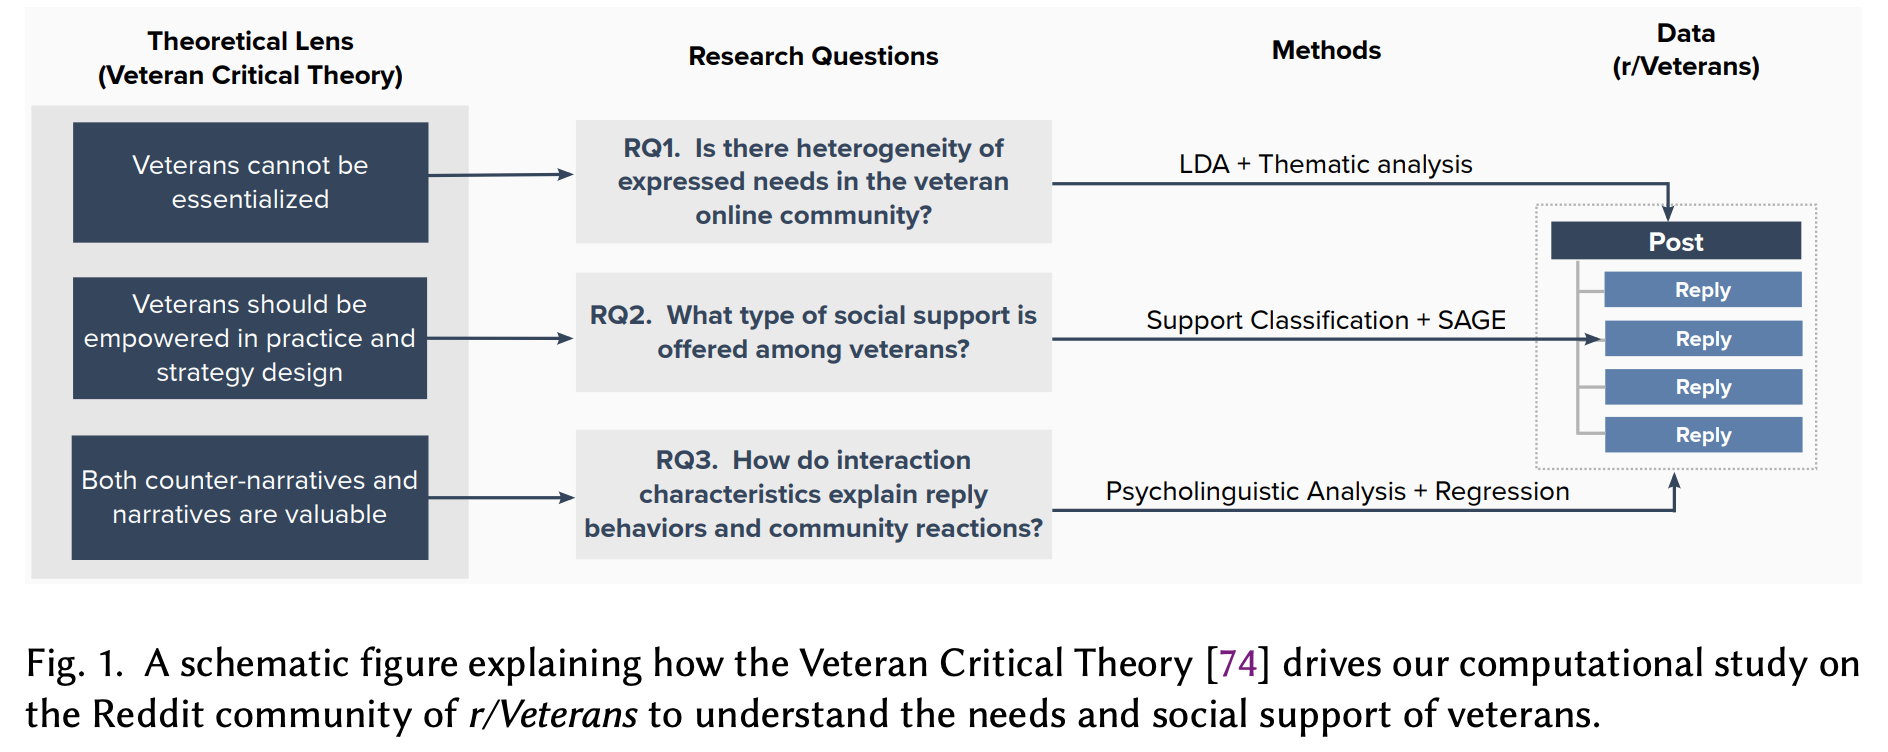 Theoretical Lens
(Veteran Critical Theory)
Research Questions
Methods
Data
(r/Veterans)
Veterans cannot be
essentialized
RQ1. Is there heterogeneity of
expressed needs in the veteran
online community?
LDA + Thematic analysis
Veterans should be
empowered in practice and
strategy design
RQ2. What type of social support is
offered among veterans?
Support Classification + SAGE
Both counter-narratives and
narratives are valuable
RQ3. How do interaction
characteristics explain reply
behaviors and community reactions?
Psycholinguistic Analysis + Regression
Post
Reply
Reply
Reply
Reply
Fig. 1. A schematic figure explaining how the Veteran Critical Theory [74] drives our computational study on
the Reddit community of r/Veterans to understand the needs and social support of veterans.